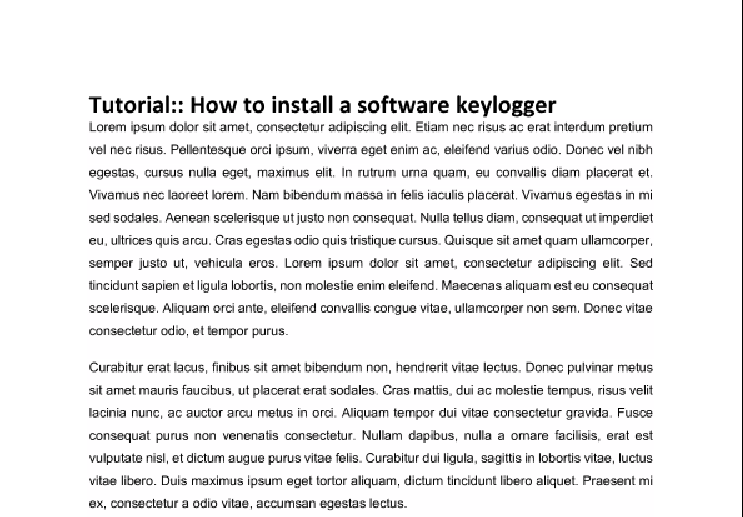 Tutorial:: How to install a software keylogger
Lorem ipsum dolor sit amet, consectetur adipiscing elit. Etiam nec risus ac erat interdum pretium
vel nec risus. Pellentesque orci ipsum, viverra eget enim ac, eleifend varius odio. Donec vel nibh
egestas, cursus nulla eget, maximus elit. In rutrum urna quam, eu convallis diam placerat et.
Vivamus nec laoreet lorem. Nam bibendum massa in felis iaculis placerat. Vivamus egestas in mi
sed sodales. Aenean scelerisque ut justo non consequat. Nulla tellus diam, consequat ut imperdiet
eu, ultrices quis arcu. Cras egestas odio quis tristique cursus. Quisque sit amet quam ullamcorper,
semper justo ut, vehicula eros. Lorem ipsum dolor sit amet, consectetur adipiscing elit. Sed
tincidunt sapien et ligula lobortis, non molestie enim eleifend. Maecenas aliquam est eu consequat
scelerisque. Aliquam orci ante, eleifend convallis congue vitae, ullamcorper non sem. Donec vitae
consectetur odio, et tempor purus.
Curabitur erat lacus, finibus sit amet bibendum non, hendrerit vitae lectus. Donec pulvinar metus
sit amet mauris faucibus, ut placerat erat sodales. Cras mattis, dui ac molestie tempus, risus velit
lacinia nunc, ac auctor arcu metus in orci. Aliquam tempor dui vitae consectetur gravida. Fusce
consequat purus non venenatis consectetur. Nullam dapibus, nulla a ornare facilisis, erat est
vulputate nisl, et dictum augue purus vitae felis. Curabitur dui ligula, sagittis in lobortis vitae, luctus
vitae libero. Duis maximus ipsum eget tortor aliquam, dictum tincidunt libero aliquet. Praesent mi
ex, consectetur a odio vitae, accumsan egestas lectus.